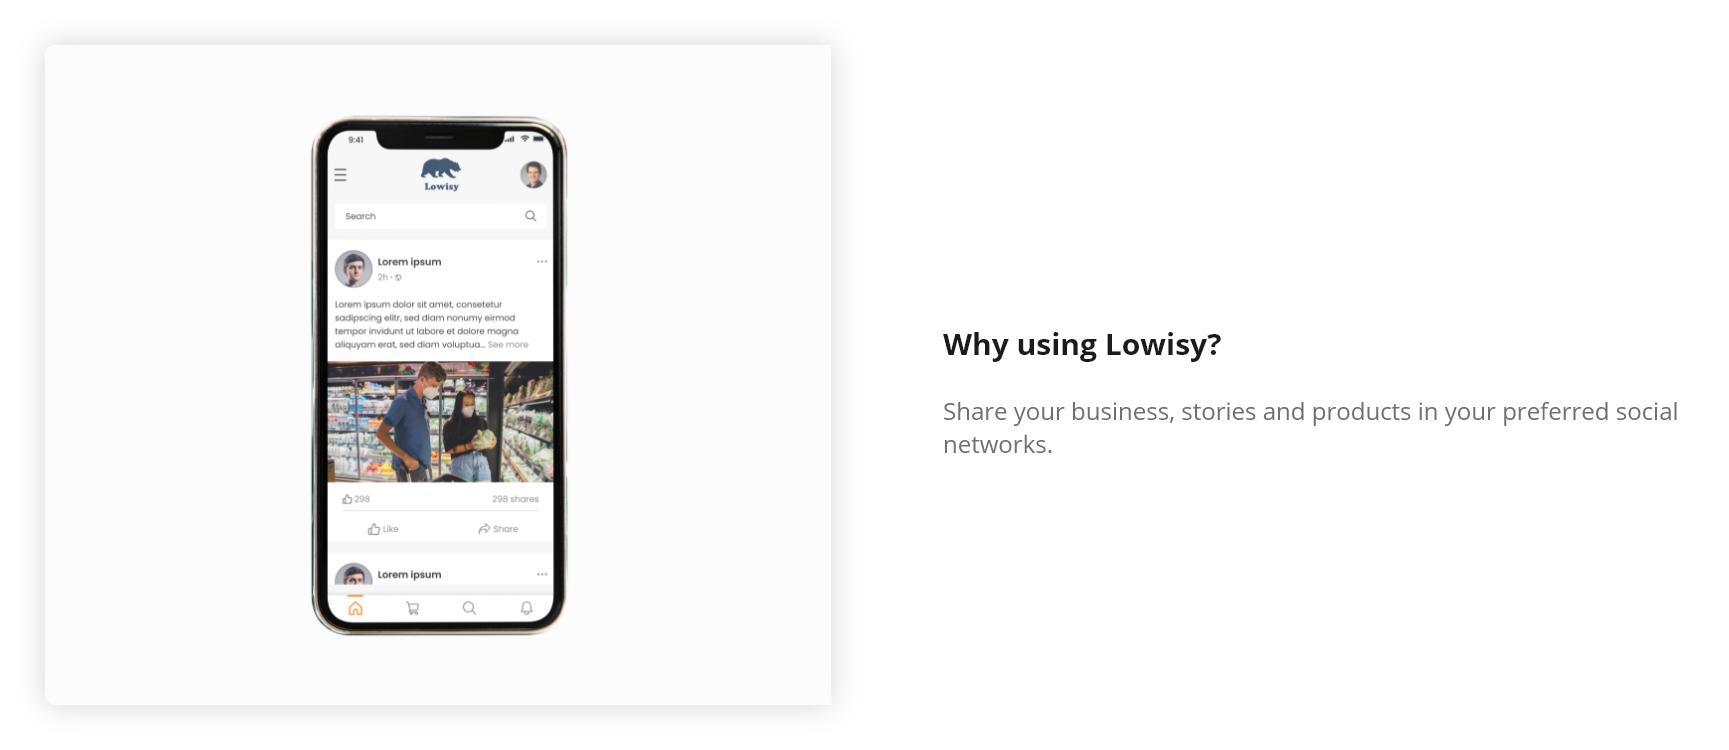 9:41
Lowisy
Search
Lorem ipsum
2h •
Lorem ipsum dolor sit amet, consetetur
sadipscing elitr, sed diam nonumy eirmod
tempor invidunt ut labore et dolore magna
aliquyam erat, sed diam voluptua... See more
298 298 shares
Like Share
Lorem ipsum
Why using Lowisy?
Share your business, stories and products in your preferred social
networks.